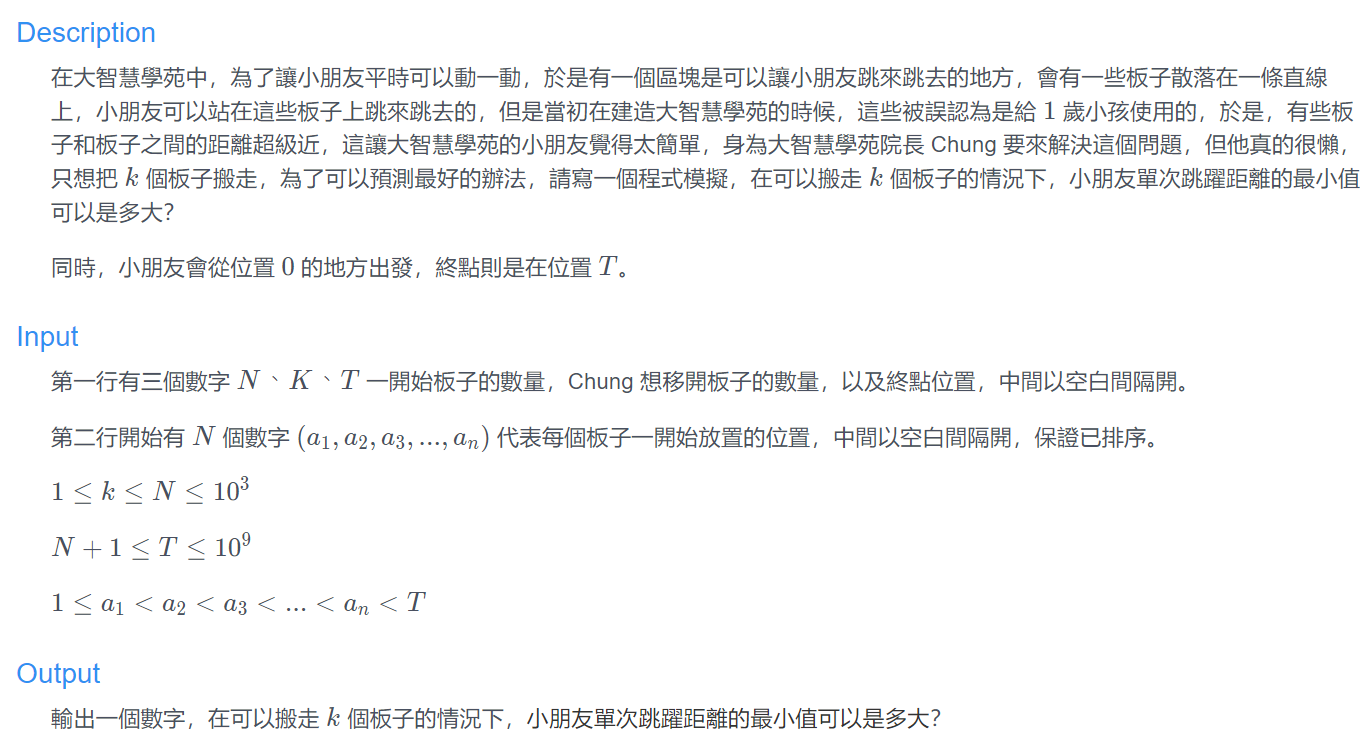 Description
在大智慧學苑中，為了讓小朋友平時可以動一動，於是有一個區塊是可以讓小朋友跳來跳去的地方，會有一些板子散落在一條直線
上，小朋友可以站在這些板子上跳來跳去的，但是當初在建造大智慧學苑的時候，這些被誤認為是給 1 歲小孩使用的，於是，有些板
子和板子之間的距離超級近，這讓大智慧學苑的小朋友覺得太簡單，身為大智慧學苑院長 Chung 要來解決這個問題，但他真的很懶，
只想把 k 個板子搬走，為了可以預測最好的辦法，請寫一個程式模擬，在可以搬走 k 個板子的情況下，小朋友單次跳躍距離的最小值
可以是多大？
同時，小朋友會從位置 0 的地方出發，終點則是在位置 T。
Input
第一行有三個數字 N、K、T 一開始板子的數量，Chung 想移開板子的數量，以及終點位置，中間以空白間隔開。
第二行開始有 N 個數字 (a₁, a₂, a₃, ..., aₙ) 代表每個板子一開始放置的位置，中間以空白間隔開，保證已排序。
1 ≤ k ≤ N ≤ 10³
N + 1 ≤ T ≤ 10⁹
1 ≤ a₁ < a₂ < a₃ < ... < aₙ < T
Output
輸出一個數字，在可以搬走 k 個板子的情況下，小朋友單次跳躍距離的最小值可以是多大？